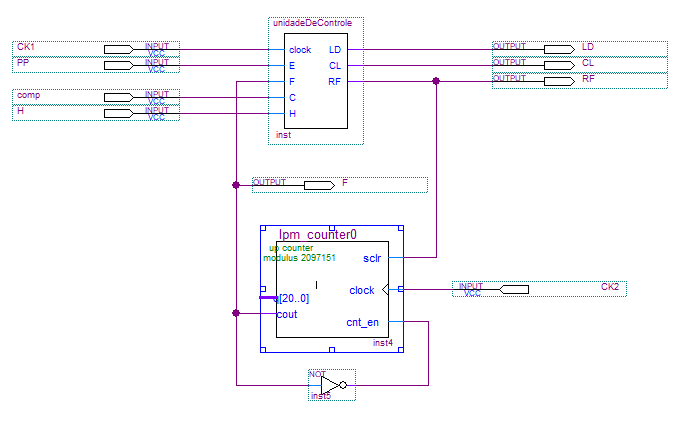 unidadeDeControle
CK1 INPUT VCC clock LD OUTPUT LD
PP INPUT VCC E CL OUTPUT CL
F RF OUTPUT RF
comp INPUT VCC C
H INPUT VCC H
inst
OUTPUT F
lpm_counter0
up counter
modulus 2097151
sclr
clock INPUT VCC CK2
q[20..0]
cout
cnt_en
inst4
NOT
inst5